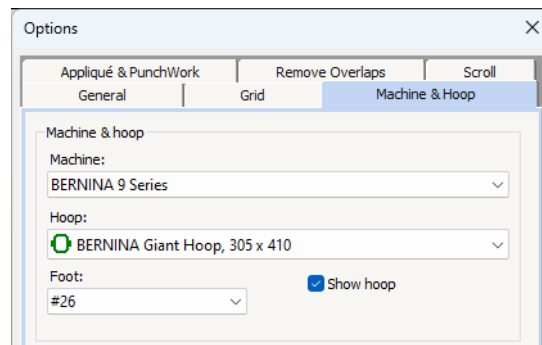 Options
Appliqué & PunchWork Remove Overlaps Scroll
General Grid Machine & Hoop
Machine & hoop
Machine:
BERNINA 9 Series
Hoop:
BERNINA Giant Hoop, 305 x 410
Foot:
Show hoop
#26